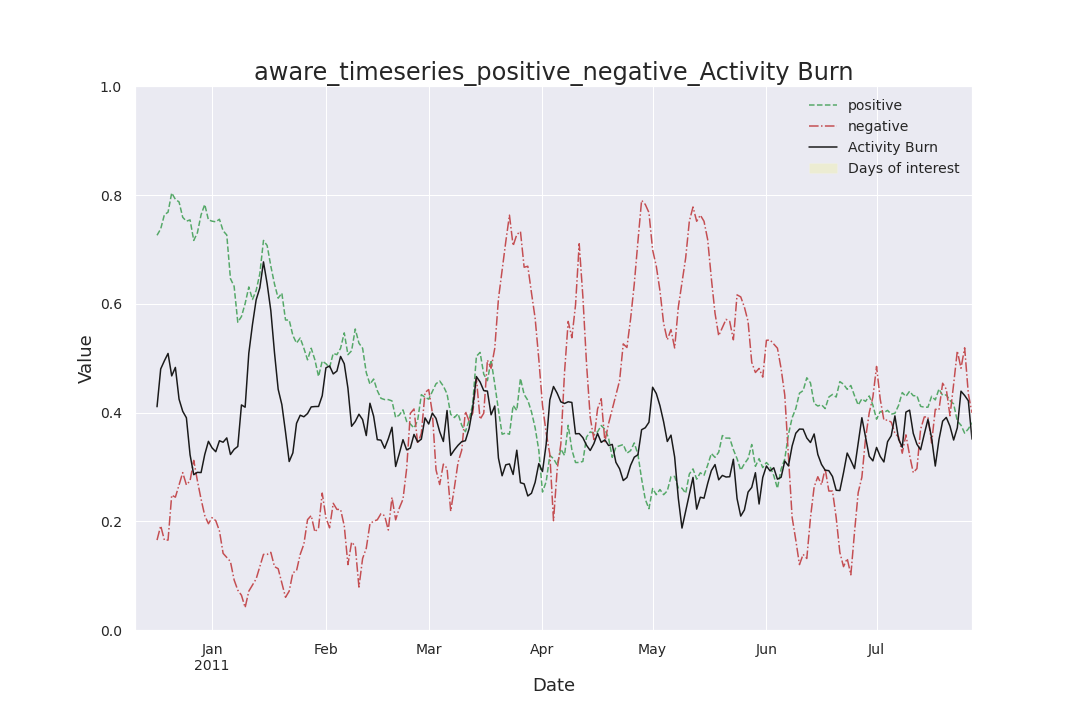 aware_timeseries_positive_negative_Activity Burn
1.0
0.8
0.6
0.4
0.2
0.0
Value
positive
negative
Activity Burn
Days of interest
Jan
2011
Feb
Mar
Apr
May
Jun
Jul
Date